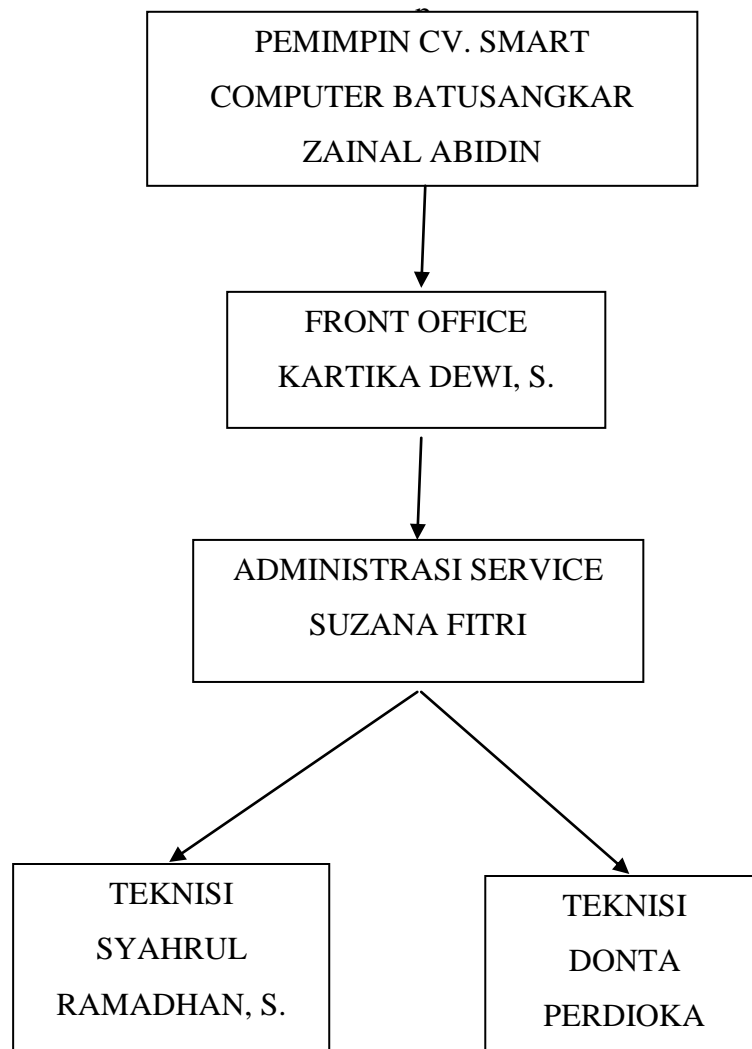 PEMIMPIN CV. SMART
COMPUTER BATUSANGKAR
ZAINAL ABIDIN
FRONT OFFICE
KARTIKA DEWI, S.
ADMINISTRASI SERVICE
SUZANA FITRI
TEKNISI
SYAHRUL
RAMADHAN, S.
TEKNISI
DONTA
PERDIOKA